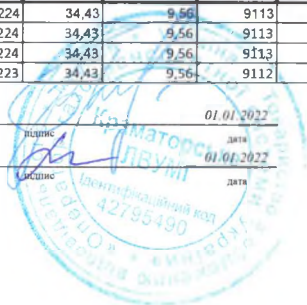 224 34,43 9,56 9113
224 34,43 9,56 9113
224 34,43 9,56 9113
223 34,43 9,56 9112
01.01.2022
підпис дата
Краматорське
ЛВУМГ
01.01.2022
підпис дата
Ідентифікаційний код
42795490
Україна